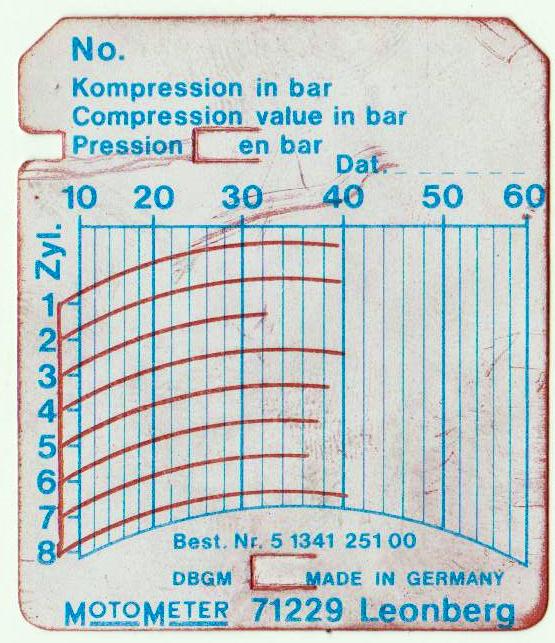 No.
Kompression in bar
Compression value in bar
Pression en bar
Dat.
10 20 30 40 50 60
Zyl.
1
2
3
4
5
6
7
8
Best. Nr. 5 1341 251 00
DBGM MADE IN GERMANY
MOTOMETER 71229 Leonberg